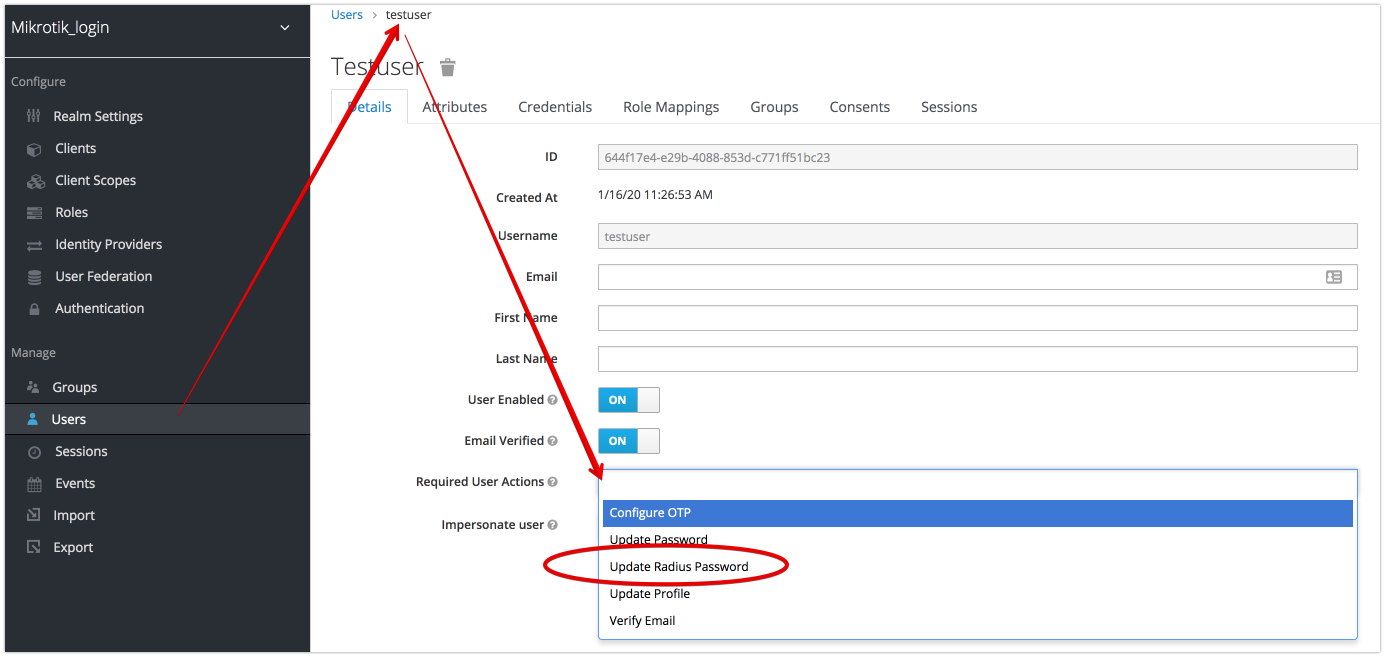 Mikrotik_login
Configure
Realm Settings
Clients
Client Scopes
Roles
Identity Providers
User Federation
Authentication
Manage
Groups
Users
Sessions
Events
Import
Export
Users > testuser
Testuser
Details Attributes Credentials Role Mappings Groups Consents Sessions
ID 644f17e4-e29b-4088-853d-c771ff51bc23
Created At 1/16/20 11:26:53 AM
Username testuser
Email
First Name
Last Name
User Enabled ? ON
Email Verified ? ON
Required User Actions ?
Configure OTP
Impersonate user ?
Update Password
Update Radius Password
Update Profile
Verify Email